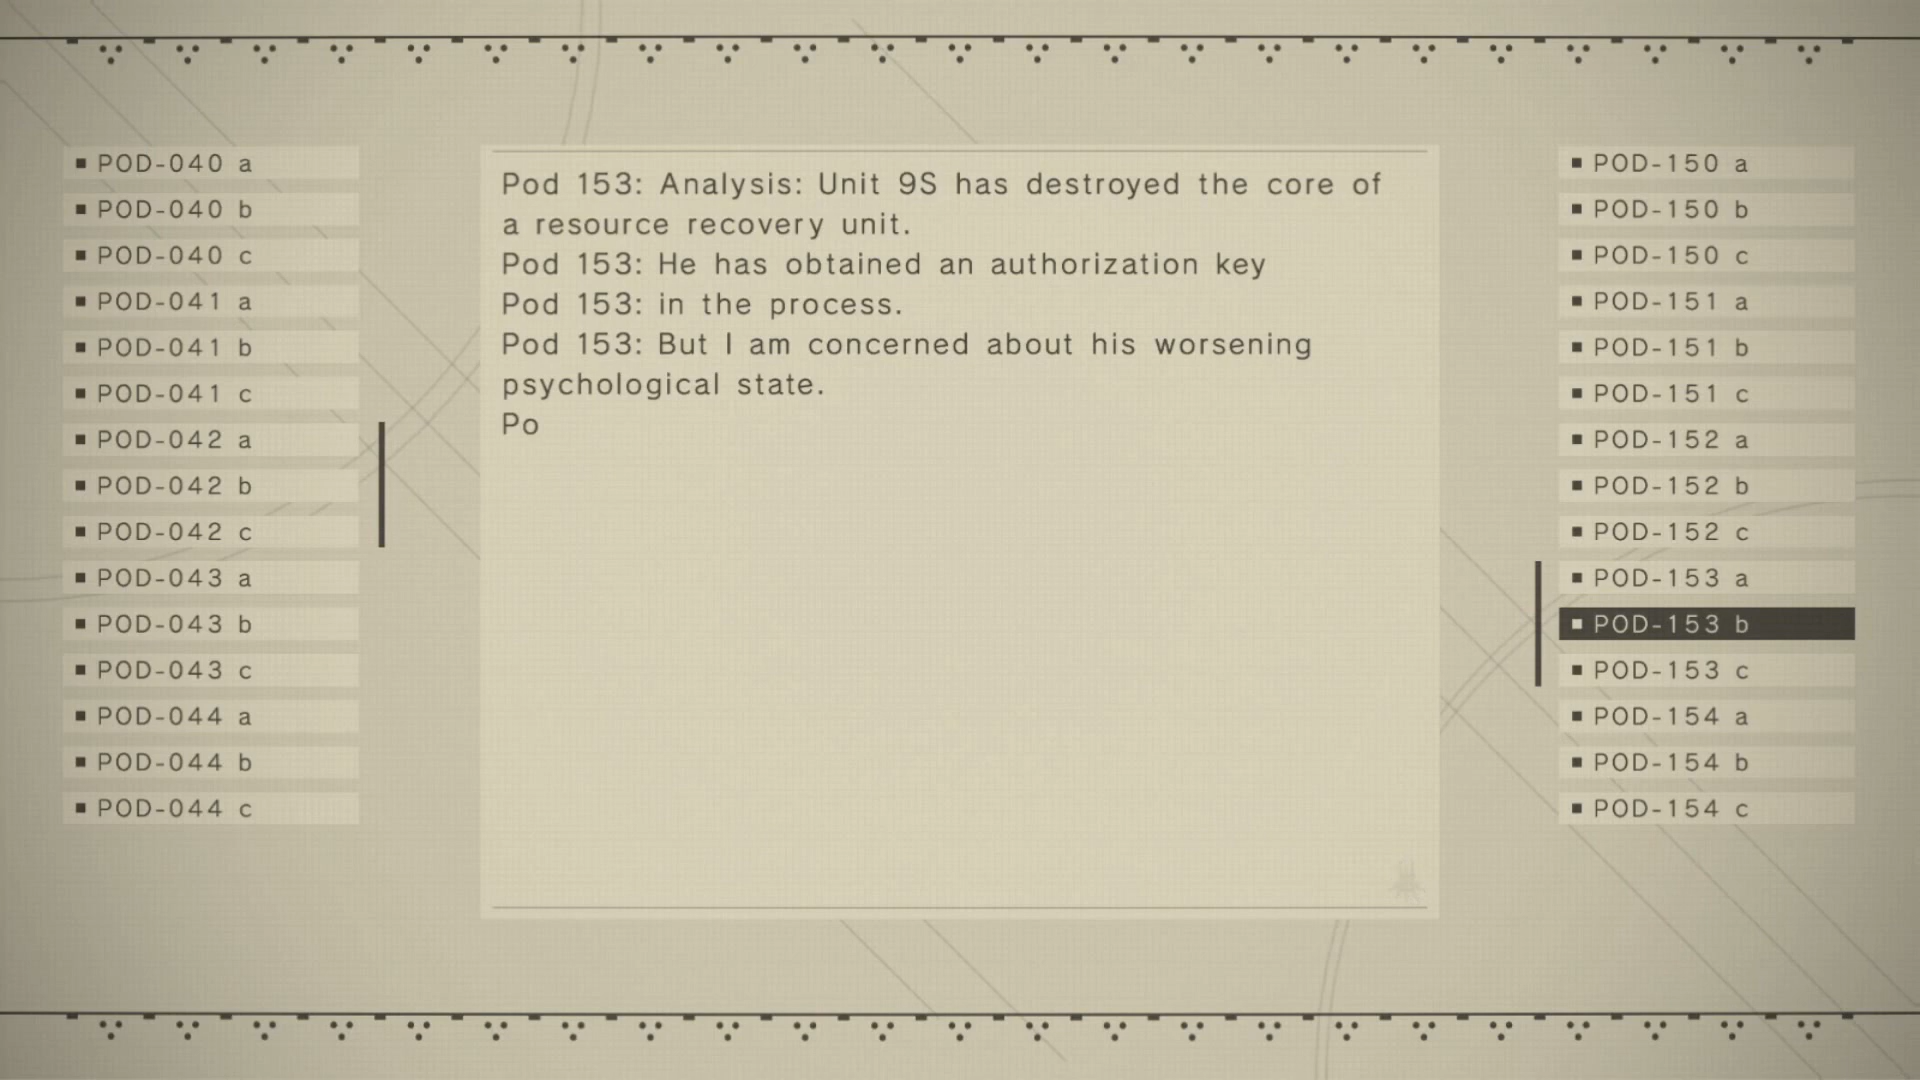 POD-040 a
POD-040 b
POD-040 c
POD-041 a
POD-041 b
POD-041 c
POD-042 a
POD-042 b
POD-042 c
POD-043 a
POD-043 b
POD-043 c
POD-044 a
POD-044 b
POD-044 c
Pod 153: Analysis: Unit 9S has destroyed the core of
a resource recovery unit.
Pod 153: He has obtained an authorization key
Pod 153: in the process.
Pod 153: But I am concerned about his worsening
psychological state.
Po
POD-150 a
POD-150 b
POD-150 c
POD-151 a
POD-151 b
POD-151 c
POD-152 a
POD-152 b
POD-152 c
POD-153 a
POD-153 b
POD-153 c
POD-154 a
POD-154 b
POD-154 c